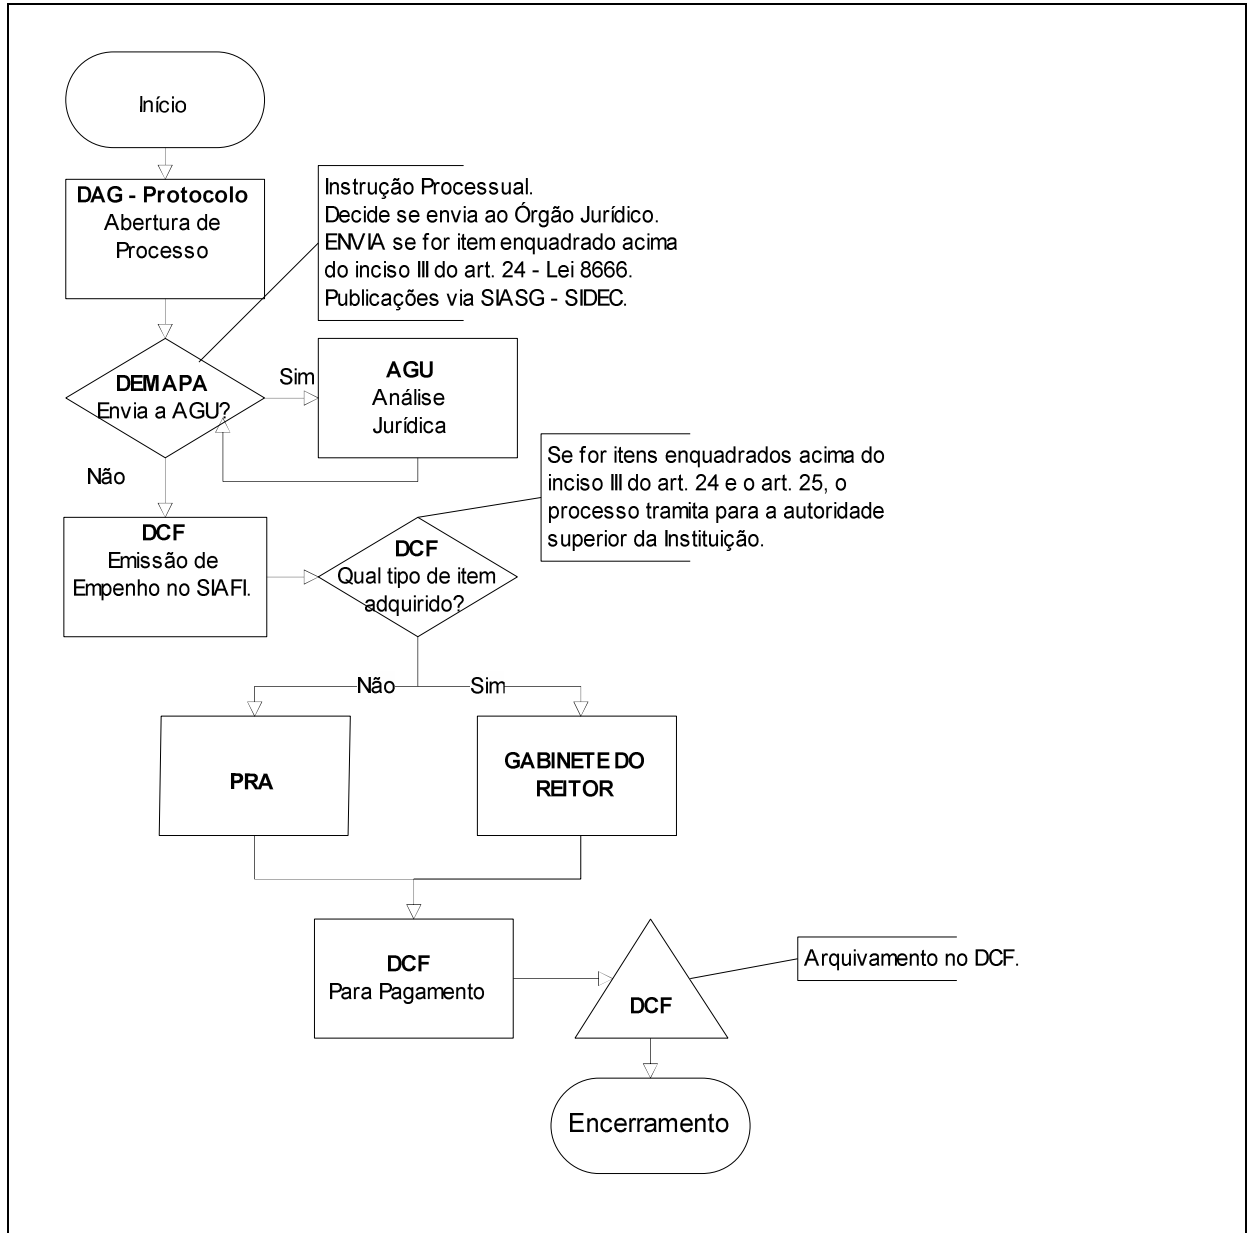 Início
DAG - Protocolo
Abertura de
Processo
Instrução Processual.
Decide se envia ao Órgão Jurídico.
ENVIA se for item enquadrado acima
do inciso III do art. 24 - Lei 8666.
Publicações via SIASG - SIDEC.
DEMAPA
Envia a AGU?
Sim
AGU
Análise
Jurídica
Não
Se for itens enquadrados acima do
inciso III do art. 24 e o art. 25, o
processo tramita para a autoridade
superior da Instituição.
DCF
Emissão de
Empenho no SIAFI.
DCF
Qual tipo de item
adquirido?
Não
Sim
PRA
GABINETE DO
REITOR
DCF
Para Pagamento
DCF
Arquivamento no DCF.
Encerramento